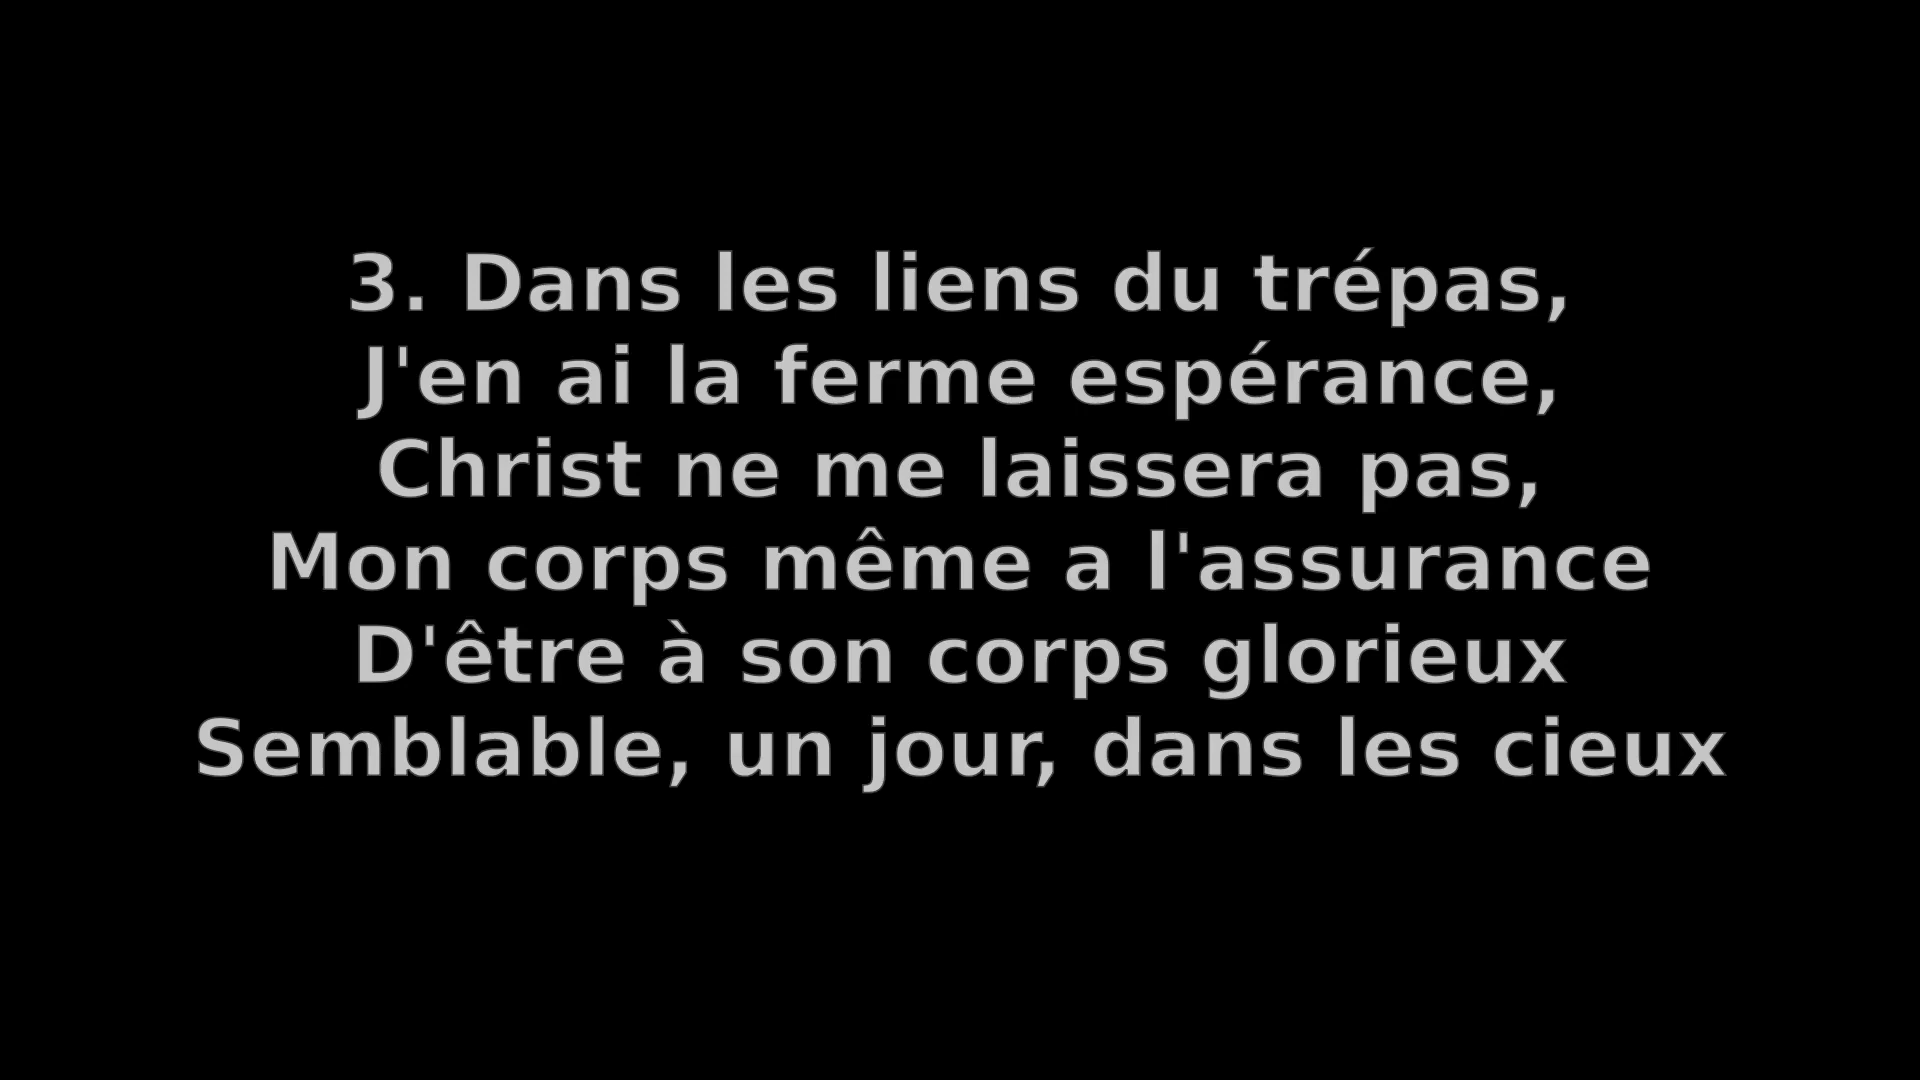 3. Dans les liens du trépas,
J'en ai la ferme espérance,
Christ ne me laissera pas,
Mon corps même a l'assurance
D'être à son corps glorieux
Semblable, un jour, dans les cieux